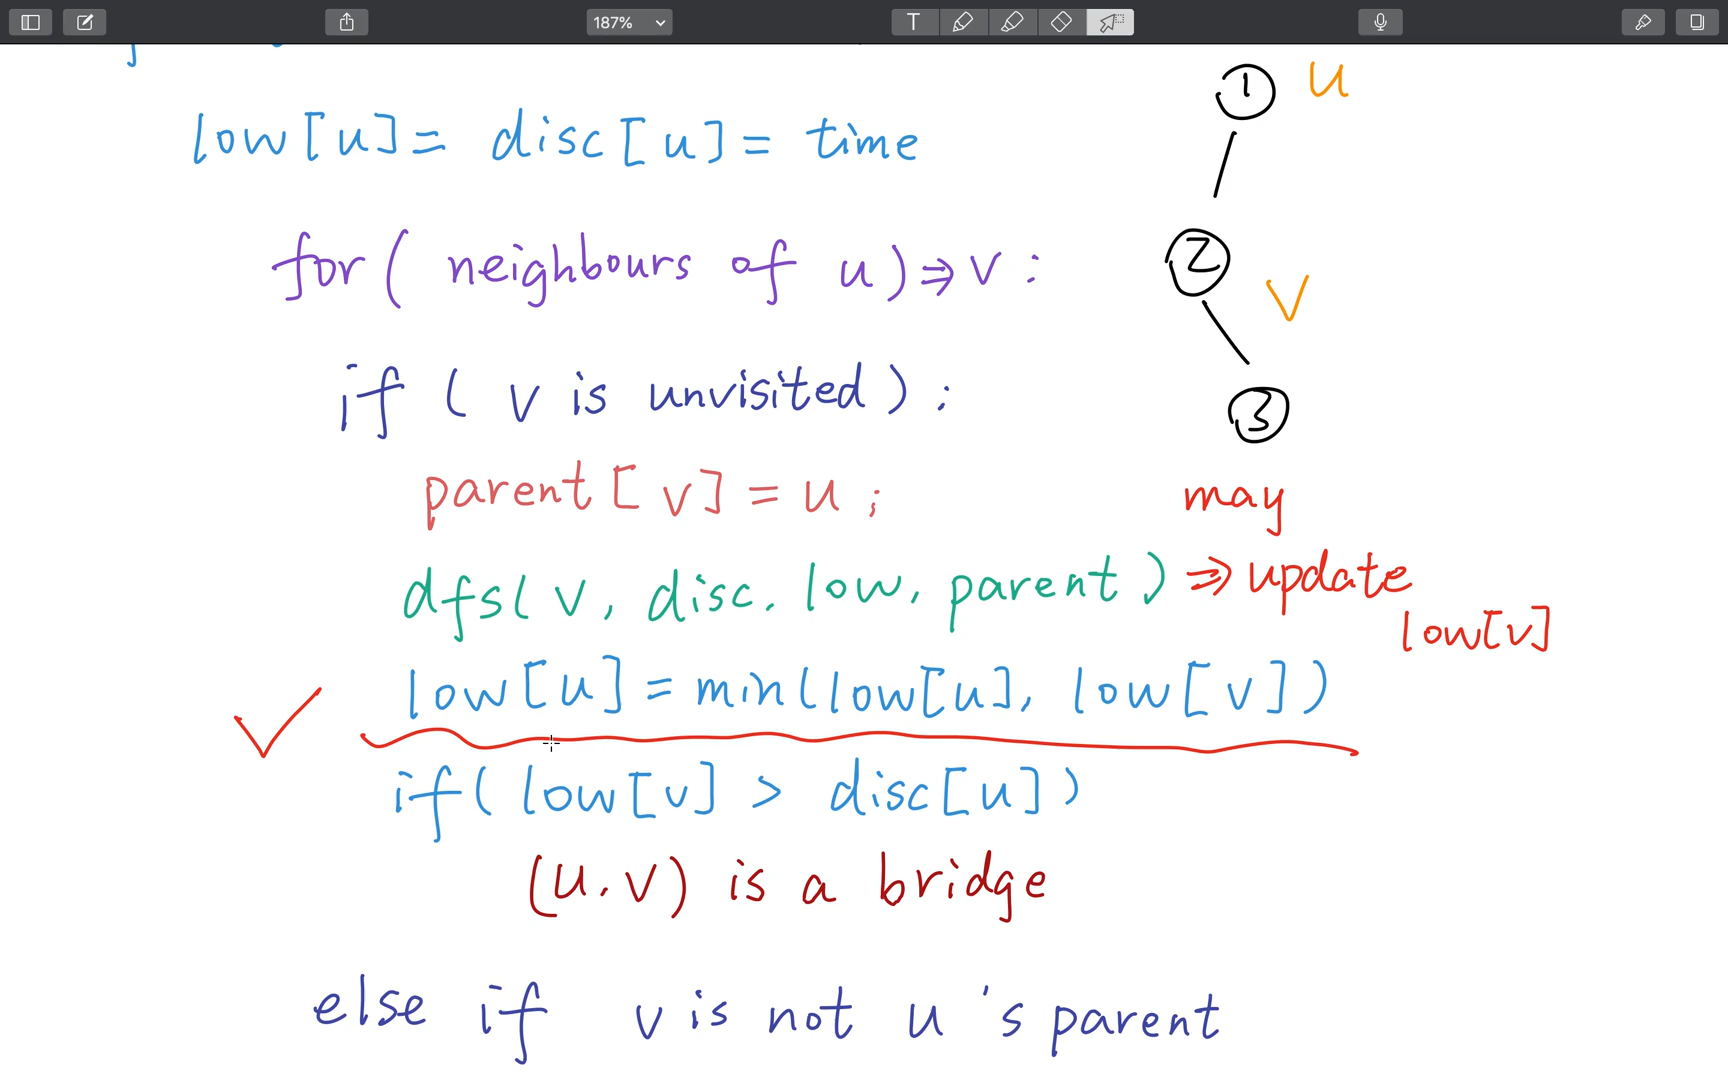 187%
T
low[u]= disc[u]= time
for( neighbours of u)⇒v:
if ( v is unvisited ) :
parent[v] = u ;
dfs( v, disc. low, parent ) ⇒ update
low[u] = min(low[u], low[v])
if( low[v] > disc[u] )
(u.v) is a bridge
else if v is not u's parent
1 u
2
v
3
may
low[v]